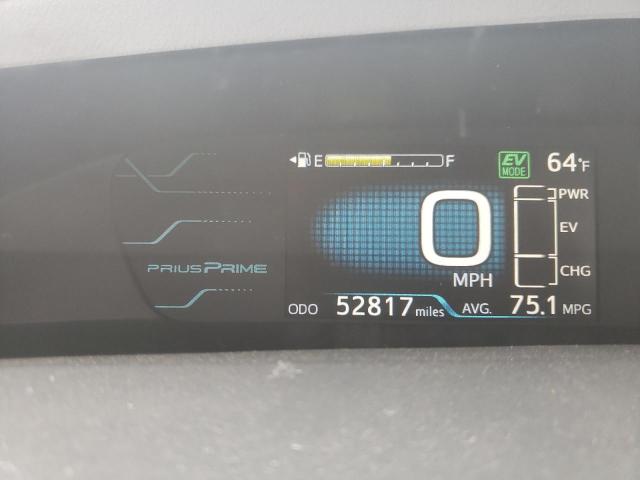 E F EV MODE 64°F
PWR
0 EV
PRIUS PRIME CHG
MPH
ODO 52817 miles AVG. 75.1 MPG